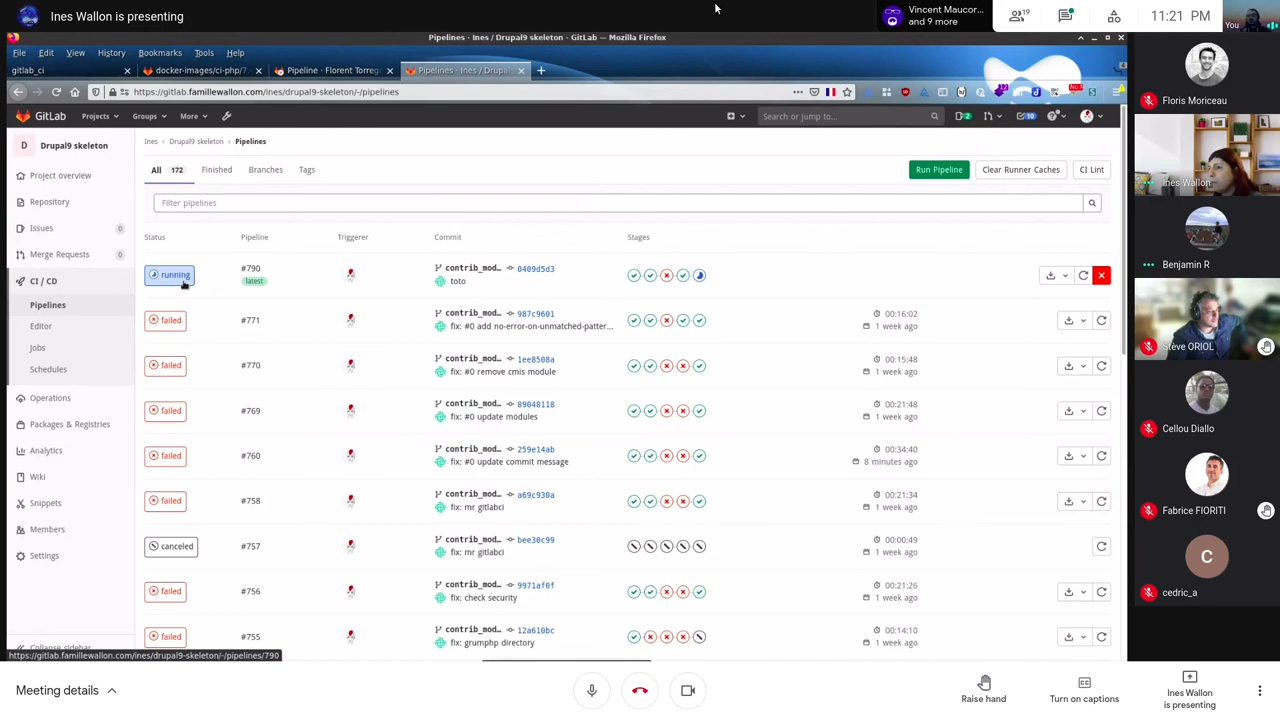 Ines Wallon is presenting
Vincent Maucor...
and 9 more
19
11:21 PM
You
Pipelines · Ines / Drupal9 skeleton · GitLab — Mozilla Firefox
File Edit View History Bookmarks Tools Help
gitlab_ci
docker-images/ci-php/7.
Pipeline · Florent Torregr
Pipelines · Ines / Drupal
https://gitlab.famillewallon.com/ines/drupal9-skeleton/-/pipelines
GitLab
Projects
Groups
More
Search or jump to...
2
10
D
Drupal9 skeleton
Project overview
Repository
Issues 0
Merge Requests 0
CI / CD
Pipelines
Editor
Jobs
Schedules
Operations
Packages & Registries
Analytics
Wiki
Snippets
Members
Settings
Collapse sidebar
Ines › Drupal9 skeleton › Pipelines
All 172 Finished Branches Tags
Run Pipeline Clear Runner Caches CI Lint
Filter pipelines
Status Pipeline Triggerer Commit Stages
running #790 contrib_mod... 0409d5d3
latest toto
failed #771 contrib_mod... 987c9601 00:16:02
fix: #0 add no-error-on-unmatched-patter... 1 week ago
failed #770 contrib_mod... 1ee8508a 00:15:48
fix: #0 remove cmis module 1 week ago
failed #769 contrib_mod... 89048118 00:21:48
fix: #0 update modules 1 week ago
failed #760 contrib_mod... 259e14ab 00:34:40
fix: #0 update commit message 8 minutes ago
failed #758 contrib_mod... a69c930a 00:21:34
fix: mr gitlabci 1 week ago
canceled #757 contrib_mod... bee30c99 00:00:49
fix: mr gitlabci 1 week ago
failed #756 contrib_mod... 9971af0f 00:21:26
fix: check security 1 week ago
failed #755 contrib_mod... 12a610bc 00:14:10
fix: grumphp directory 1 week ago
https://gitlab.famillewallon.com/ines/drupal9-skeleton/-/pipelines/790
Floris Moriceau
Ines Wallon
Benjamin R
Steve ORIOL
Cellou Diallo
Fabrice FIORITI
C
cedric_a
Meeting details
Raise hand
CC
Turn on captions
Ines Wallon
is presenting